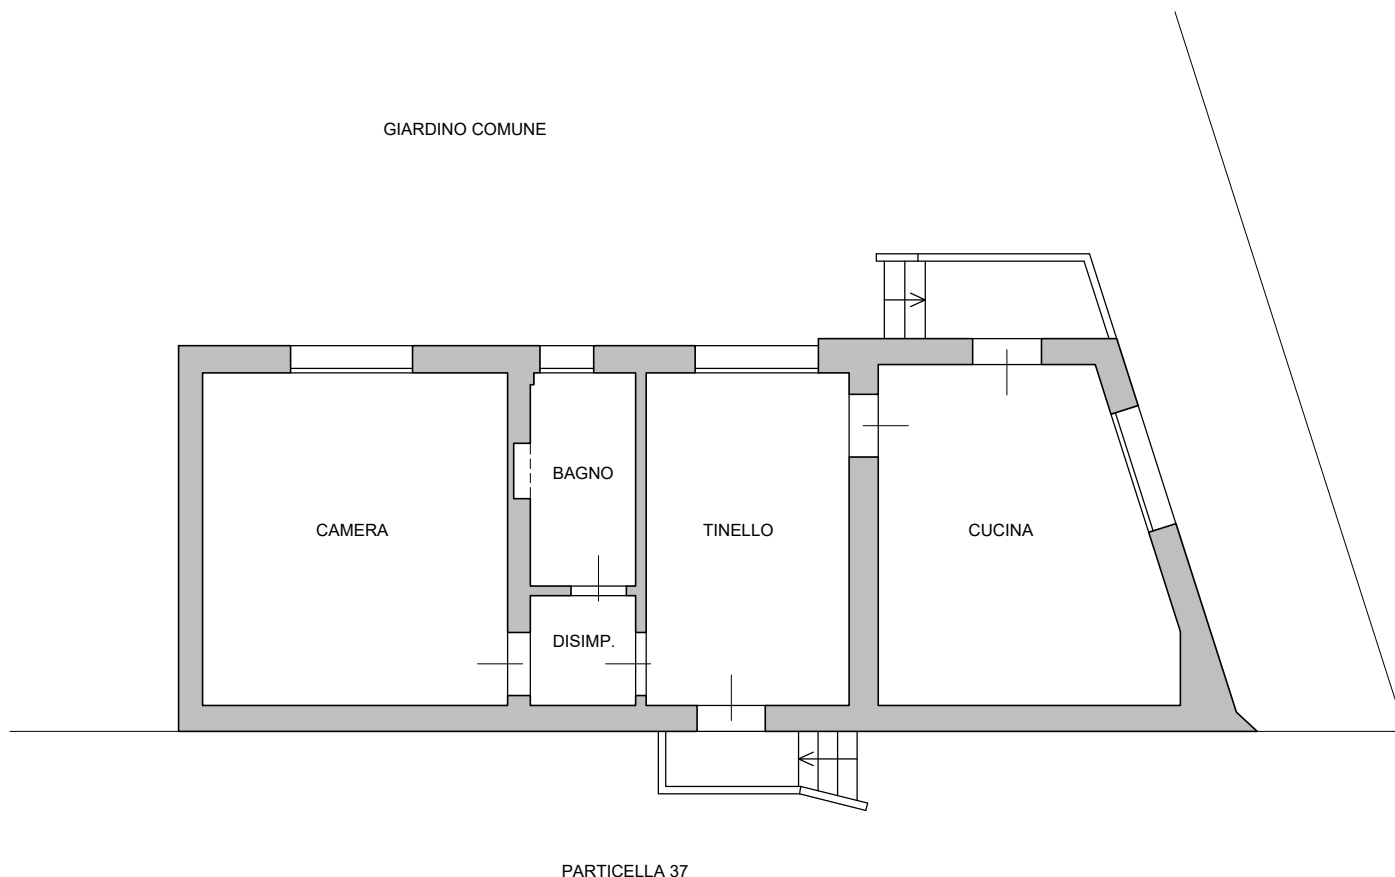 GIARDINO COMUNE
BAGNO
CAMERA
TINELLO
CUCINA
DISIMP.
PARTICELLA 37